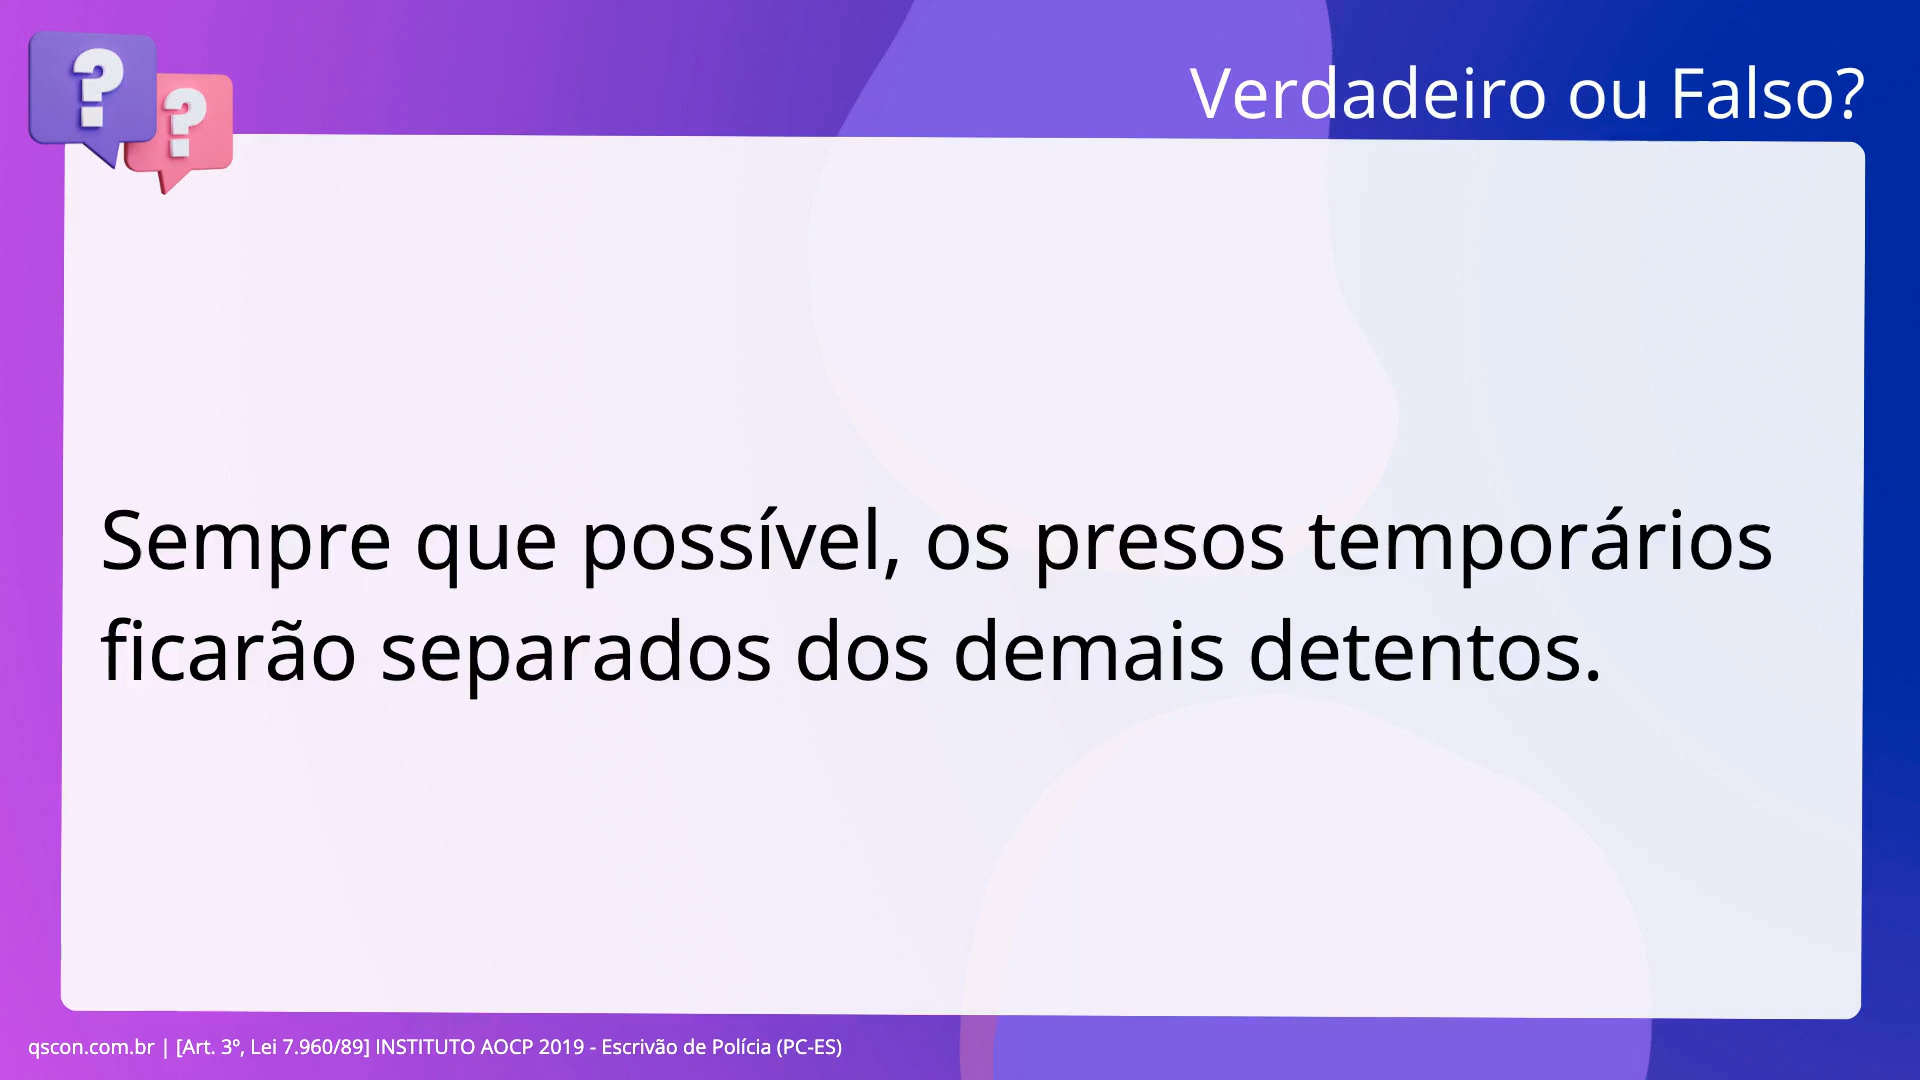 ? ?
Verdadeiro ou Falso?
Sempre que possível, os presos temporários
ficarão separados dos demais detentos.
qscon.com.br | [Art. 3º, Lei 7.960/89] INSTITUTO AOCP 2019 - Escrivão de Polícia (PC-ES)